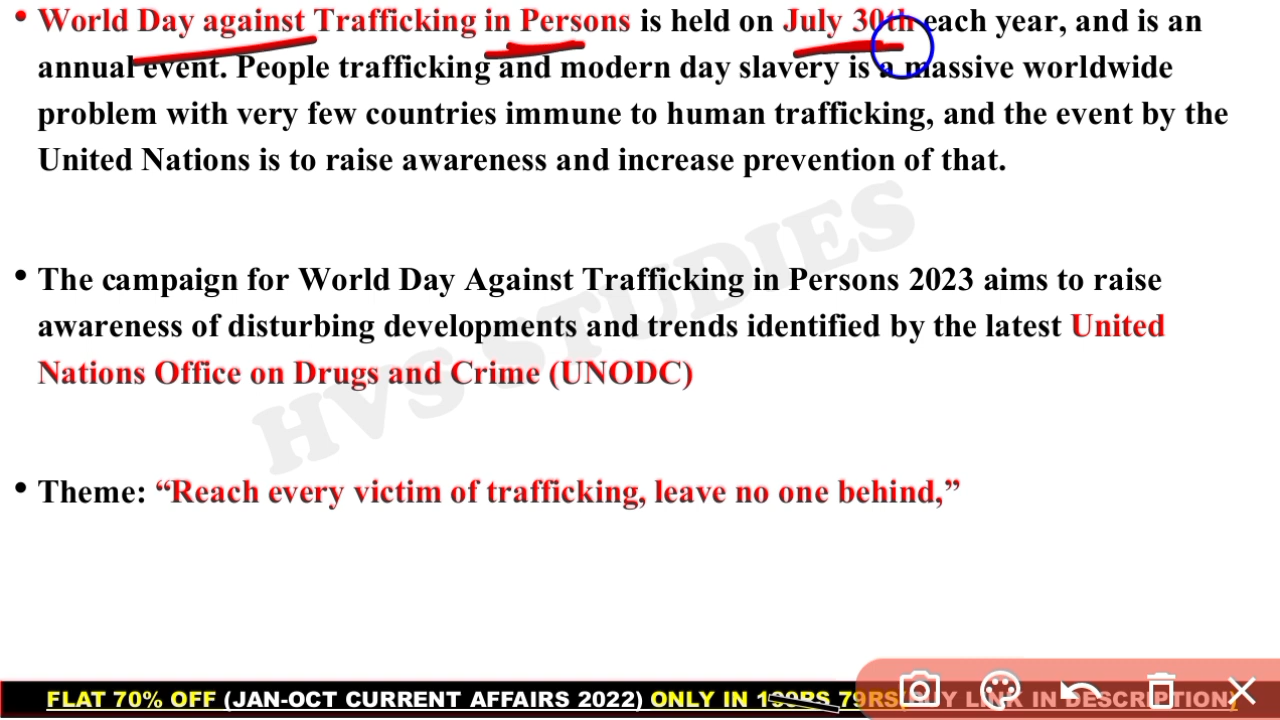 • World Day against Trafficking in Persons is held on July 30th each year, and is an
annual event. People trafficking and modern day slavery is a massive worldwide
problem with very few countries immune to human trafficking, and the event by the
United Nations is to raise awareness and increase prevention of that.
HVS STUDIES
• The campaign for World Day Against Trafficking in Persons 2023 aims to raise
awareness of disturbing developments and trends identified by the latest United
Nations Office on Drugs and Crime (UNODC)
• Theme: “Reach every victim of trafficking, leave no one behind,”
FLAT 70% OFF (JAN-OCT CURRENT AFFAIRS 2022) ONLY IN 79RS IN DESCRIPTION)